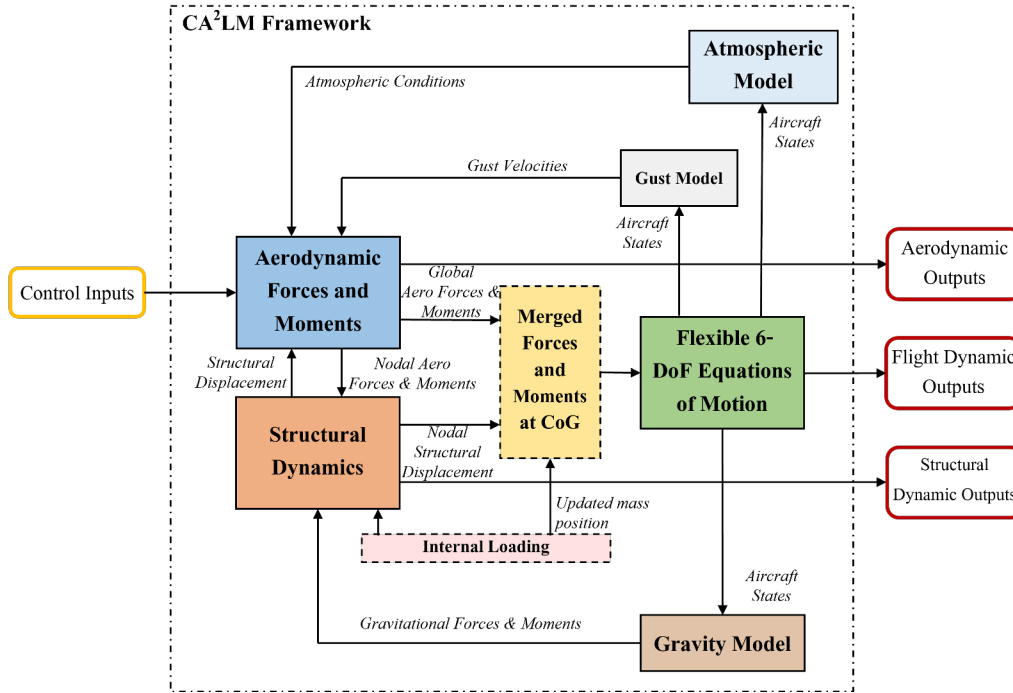 CA²LM Framework
Atmospheric
Model
Atmospheric Conditions
Aircraft
States
Gust Velocities
Gust Model
Aircraft
States
Control Inputs
Aerodynamic
Forces and
Moments
Global
Aero Forces &
Moments
Aerodynamic
Outputs
Merged
Forces
and
Moments
at CoG
Flexible 6-
DoF Equations
of Motion
Flight Dynamic
Outputs
Structural
Displacement
Nodal Aero
Forces & Moments
Structural
Dynamics
Nodal
Structural
Displacement
Structural
Dynamic Outputs
Updated mass
position
Internal Loading
Aircraft
States
Gravitational Forces & Moments
Gravity Model